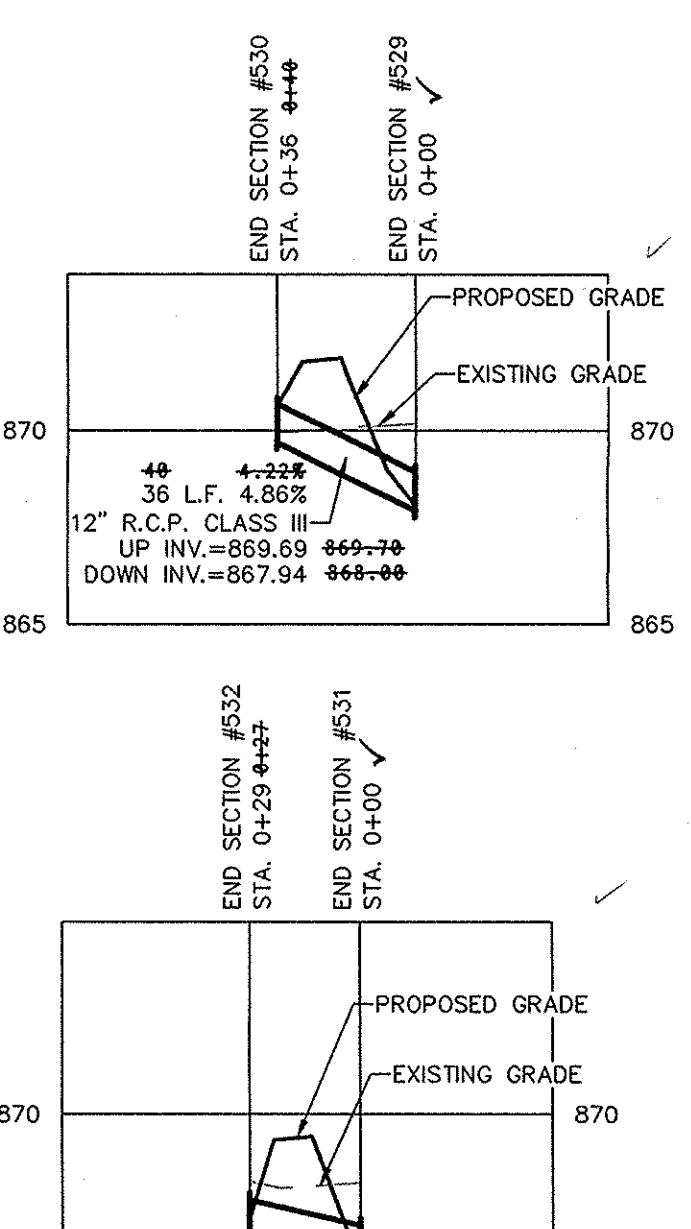 END SECTION #530
STA. 0+36 0+40
END SECTION #529
STA. 0+00
PROPOSED GRADE
EXISTING GRADE
870
870
40 4.22%
36 L.F. 4.86%
12" R.C.P. CLASS III
UP INV.=869.69 869.70
DOWN INV.=867.94 868.00
865
865
END SECTION #532
STA. 0+29 0+27
END SECTION #531
STA. 0+00
PROPOSED GRADE
EXISTING GRADE
870
870